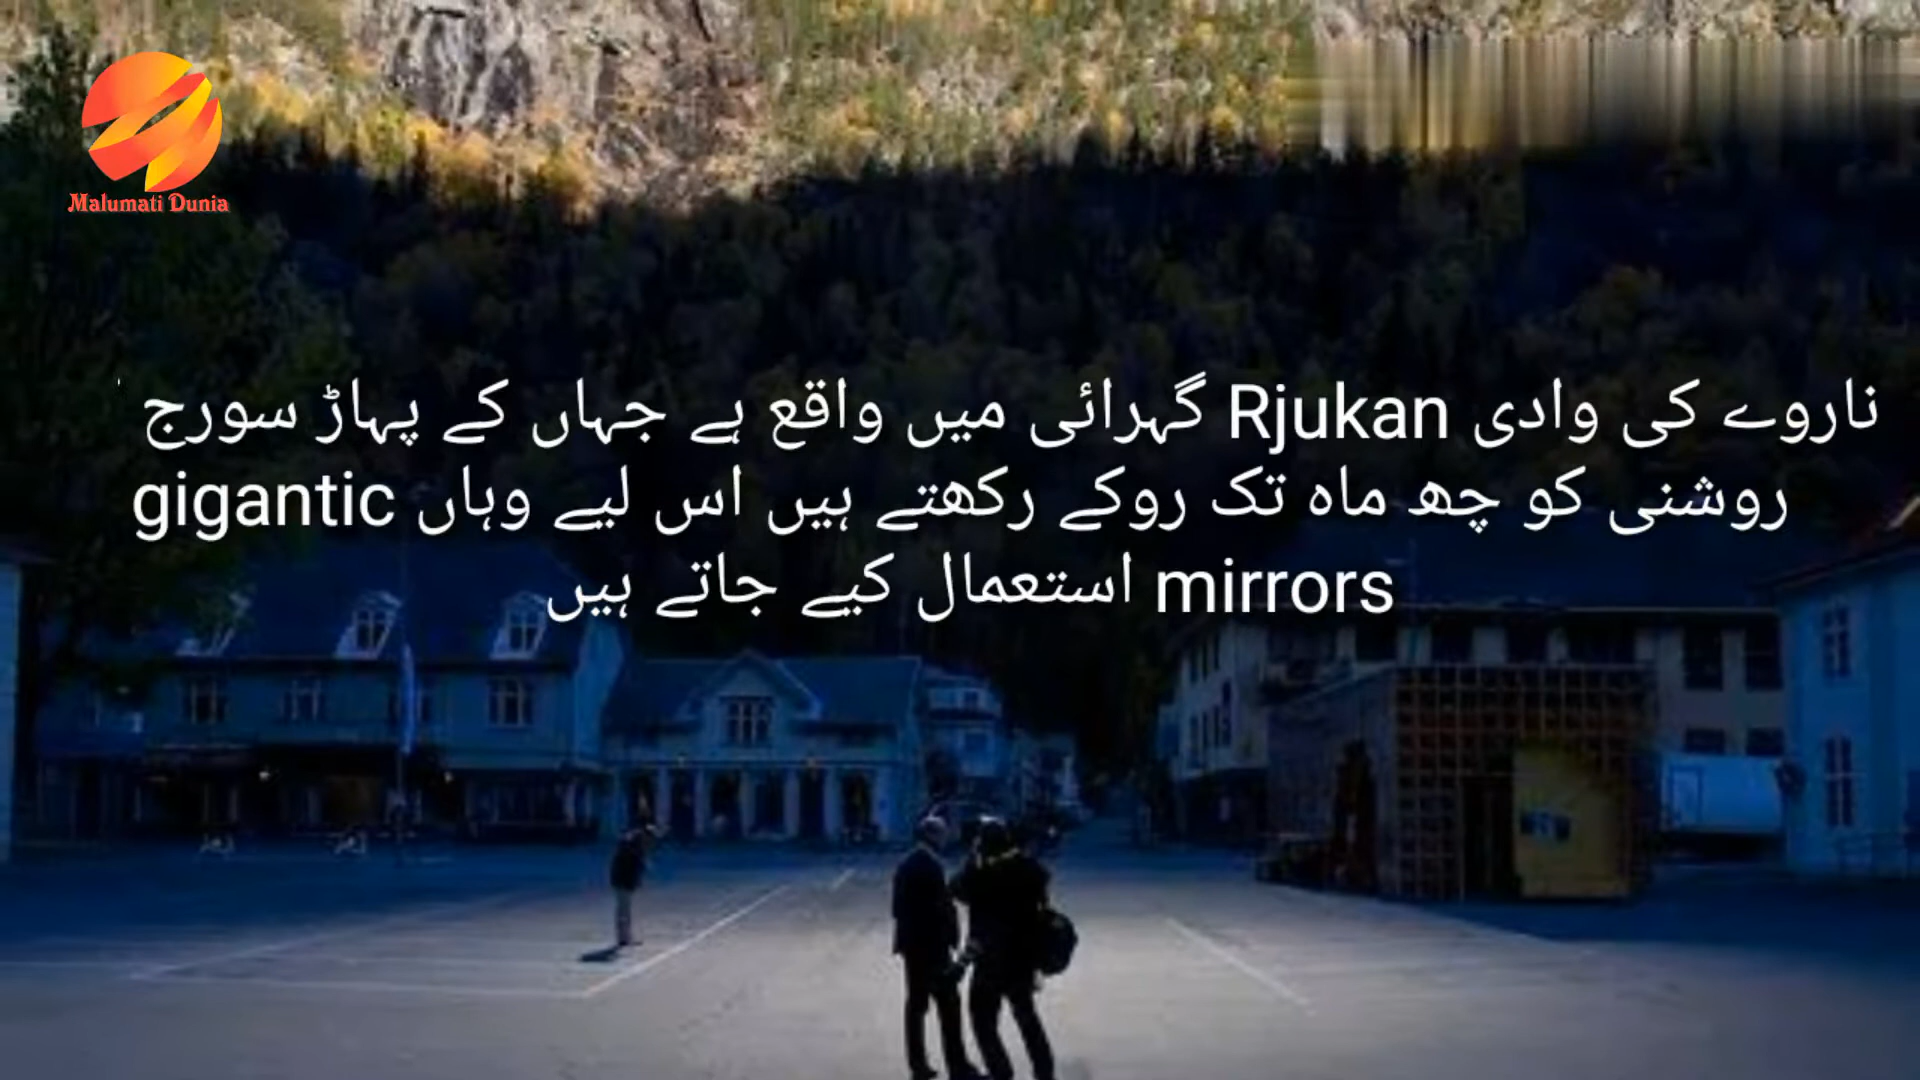 Malumati Dunia
ناروے کی وادی Rjukan گہرائی میں واقع ہے جہاں کے پہاڑ سورج '
روشنی کو چھ ماہ تک روکے رکھتے ہیں اس لیے وہاں gigantic
mirrors استعمال کیے جاتے ہیں